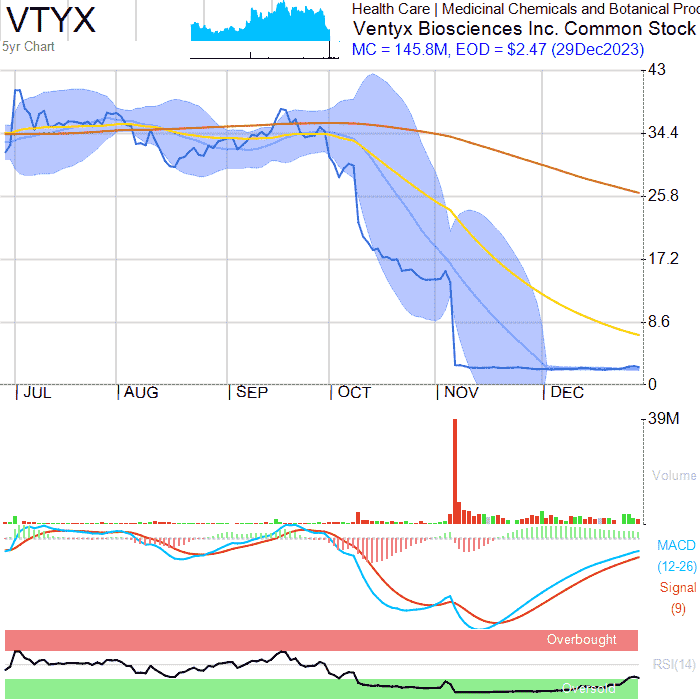 VTYX
5yr Chart
Health Care | Medicinal Chemicals and Botanical Proc
Ventyx Biosciences Inc. Common Stock
MC = 145.8M, EOD = $2.47 (29Dec2023)
43
34.4
25.8
17.2
8.6
0
JUL AUG SEP OCT NOV DEC
39M
Volume
MACD
(12-26)
Signal
(9)
Overbought
RSI(14)
Oversold